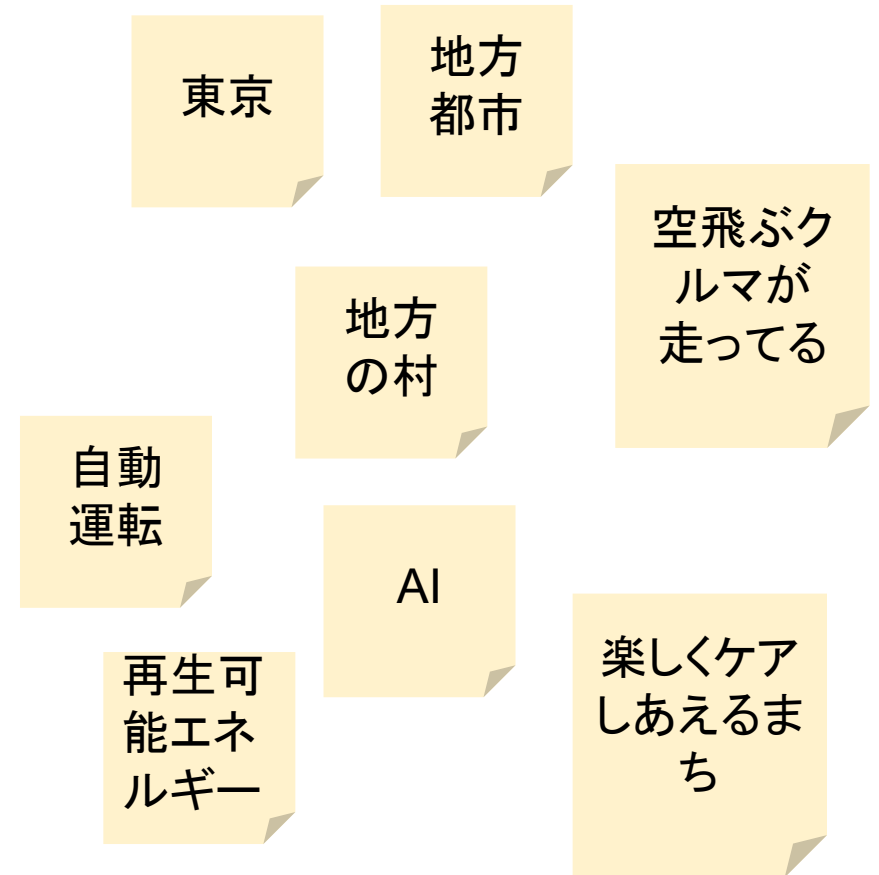 東京
地方
都市
空飛ぶク
ルマが
走ってる
地方
の村
自動
運転
AI
再生可
能エネ
ルギー
楽しくケア
しあえるま
ち